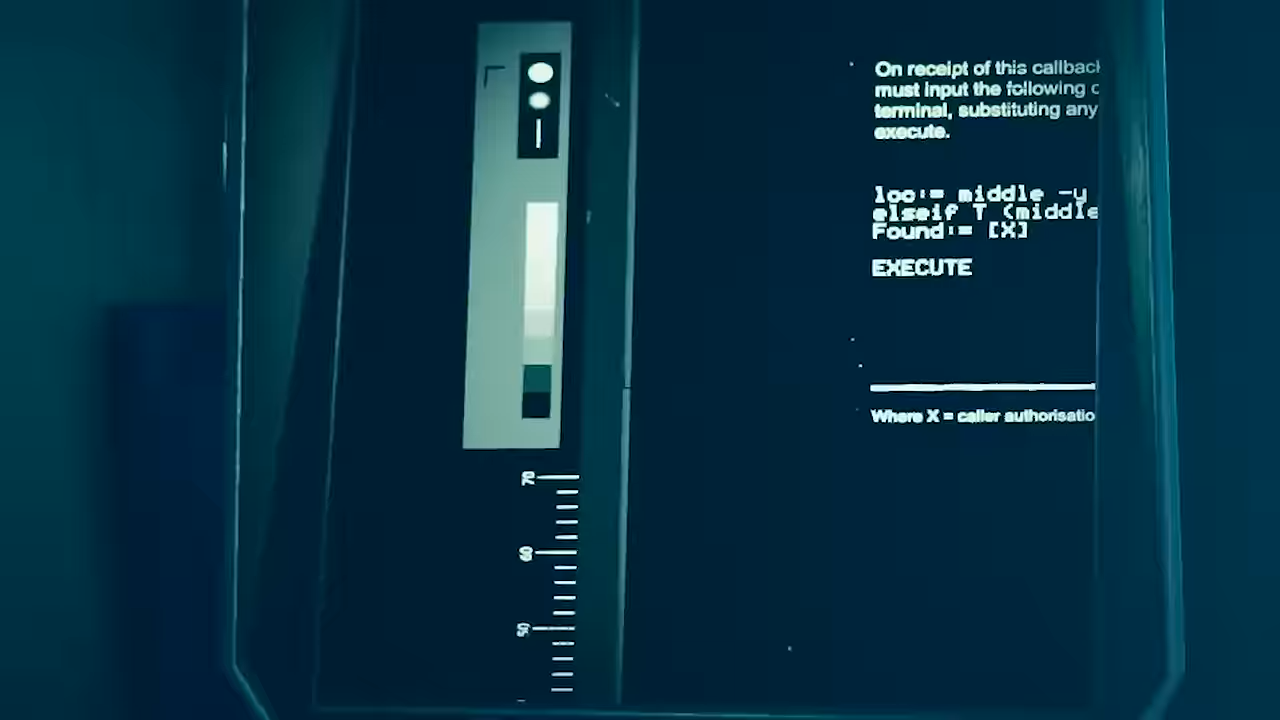 On receipt of this callback
must input the following
terminal, substituting any
execute.
loc:= middle -y
elseif T (middle
Found:= [X]
EXECUTE
Where X = caller authorisatio
70
60
50